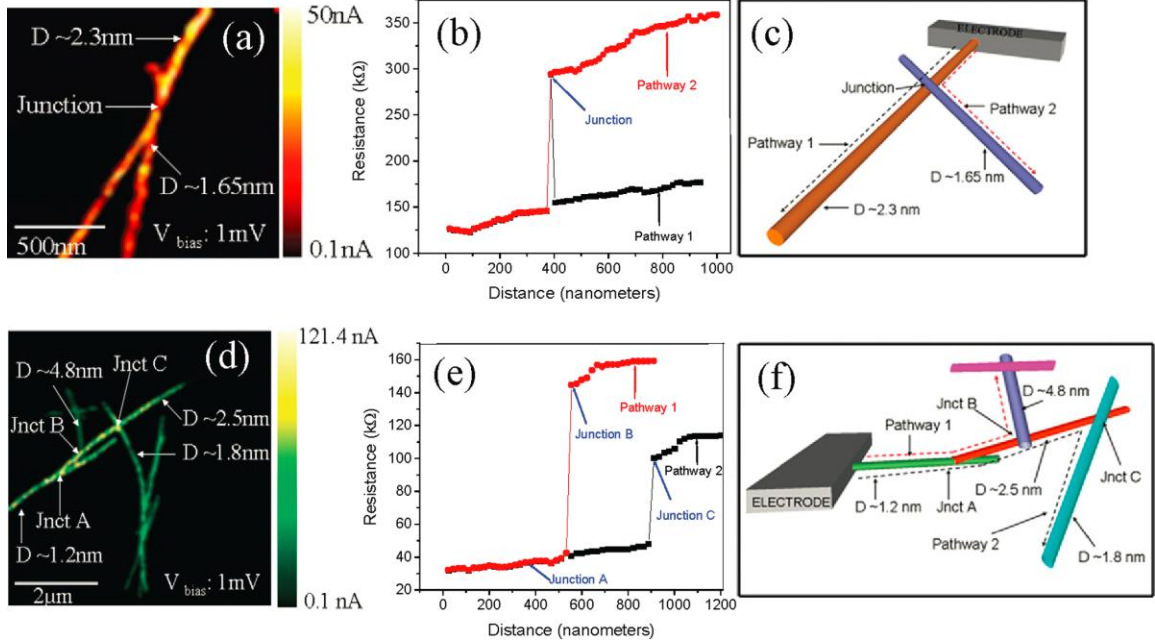 (a)
D ~2.3nm
Junction
D ~1.65nm
500nm
V bias: 1mV
50nA
0.1nA
(b)
Resistance (kΩ)
350
300
250
200
150
100
Pathway 2
Junction
Pathway 1
0 200 400 600 800 1000
Distance (nanometers)
(c)
ELECTRODE
Junction
Pathway 2
Pathway 1
D ~1.65 nm
D ~2.3 nm
(d)
Jnct C
D ~4.8nm
D ~2.5nm
Jnct B
D ~1.8nm
Jnct A
D ~1.2nm
2μm
V bias: 1mV
121.4 nA
0.1 nA
(e)
Resistance (kΩ)
160
140
120
100
80
60
40
20
Pathway 1
Junction B
Pathway 2
Junction C
Junction A
0 200 400 600 800 1000 1200
Distance (nanometers)
(f)
D ~4.8 nm
Jnct B
Pathway 1
Jnct C
ELECTRODE
D ~2.5 nm
D ~1.2nm
Jnct A
Pathway 2
D ~1.8 nm